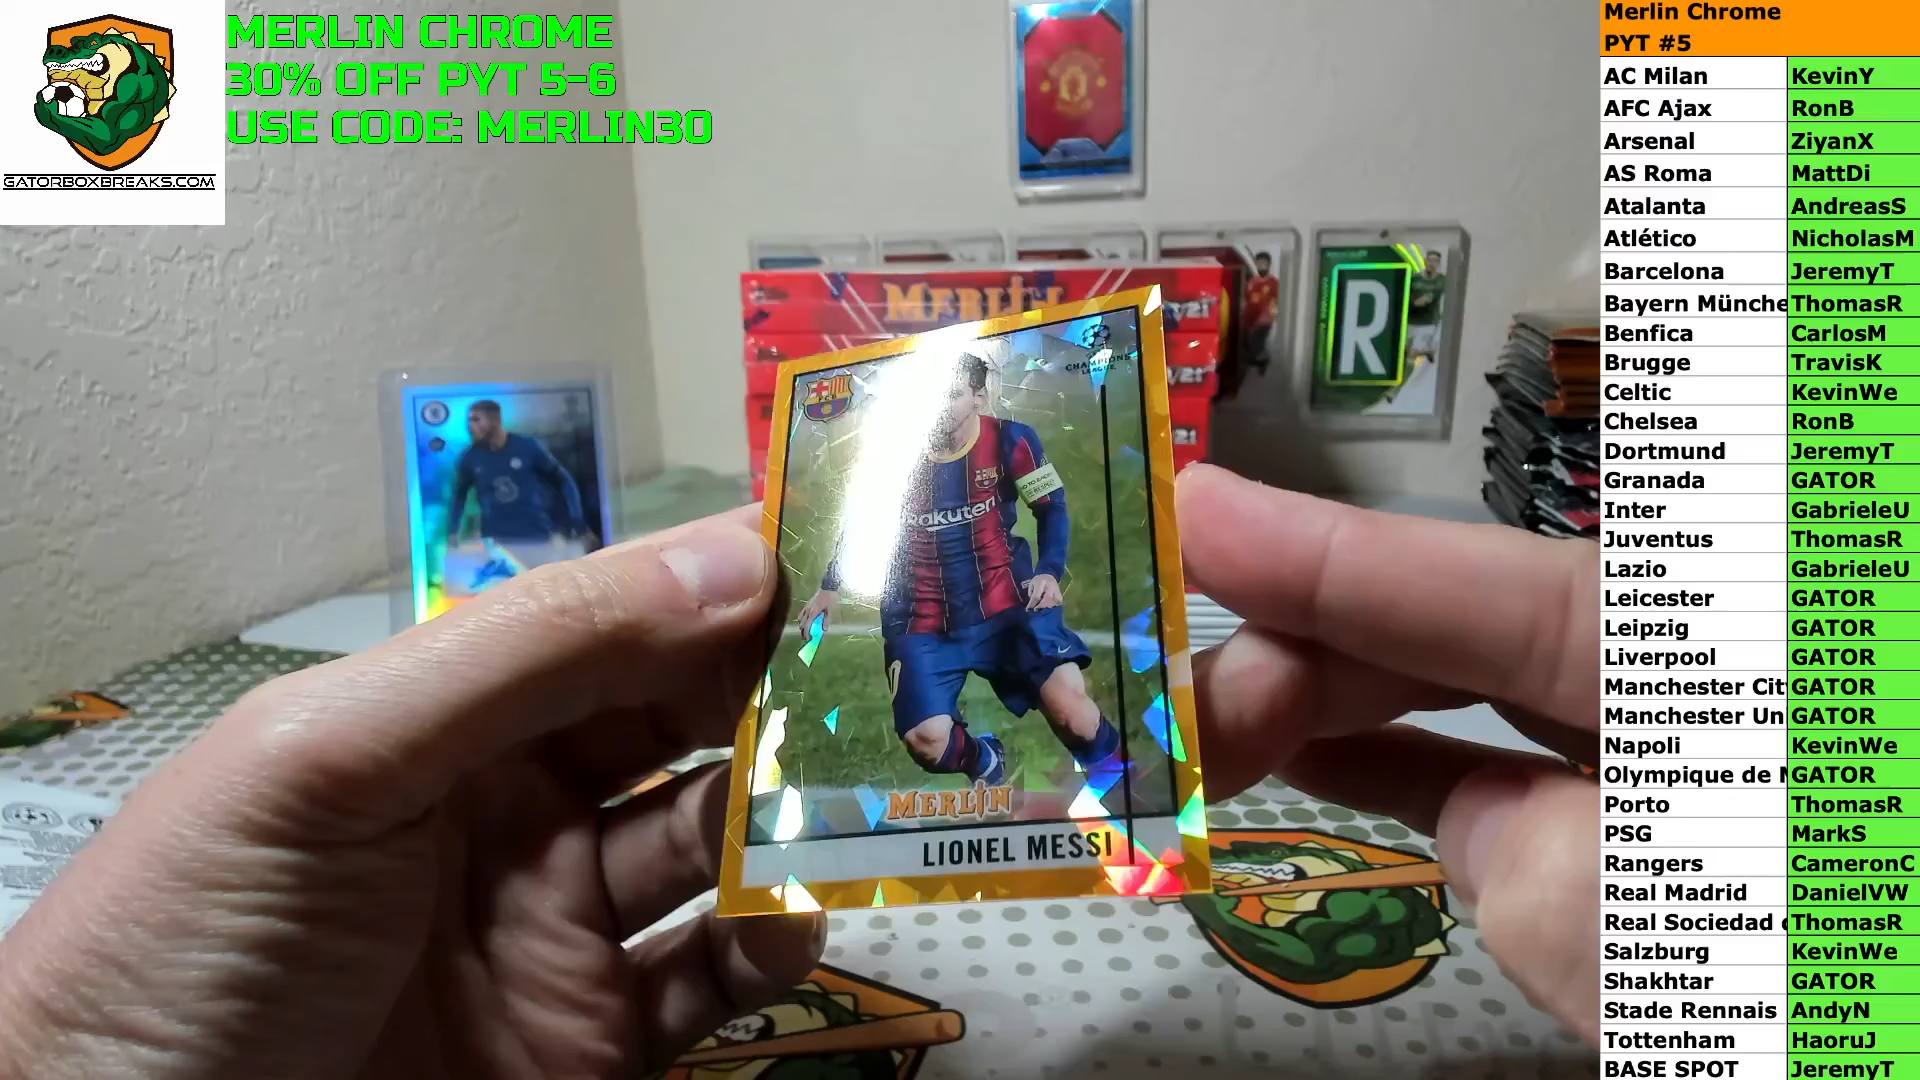 MERLIN CHROME
30% OFF PYT 5-6
USE CODE: MERLIN30
GATORBOXBREAKS.COM
MERLIN
R
FCB
CHAMPIONS
LEAGUE
RESPECT
Rakuten
MERLIN
LIONEL MESSI
Merlin Chrome
PYT #5
AC Milan KevinY
AFC Ajax RonB
Arsenal ZiyanX
AS Roma MattDi
Atalanta AndreasS
Atlético NicholasM
Barcelona JeremyT
Bayern Münche ThomasR
Benfica CarlosM
Brugge TravisK
Celtic KevinWe
Chelsea RonB
Dortmund JeremyT
Granada GATOR
Inter GabrieleU
Juventus ThomasR
Lazio GabrieleU
Leicester GATOR
Leipzig GATOR
Liverpool GATOR
Manchester Cit GATOR
Manchester Un GATOR
Napoli KevinWe
Olympique de GATOR
Porto ThomasR
PSG MarkS
Rangers CameronC
Real Madrid DanielVW
Real Sociedad ThomasR
Salzburg KevinWe
Shakhtar GATOR
Stade Rennais AndyN
Tottenham HaoruJ
BASE SPOT JeremyT